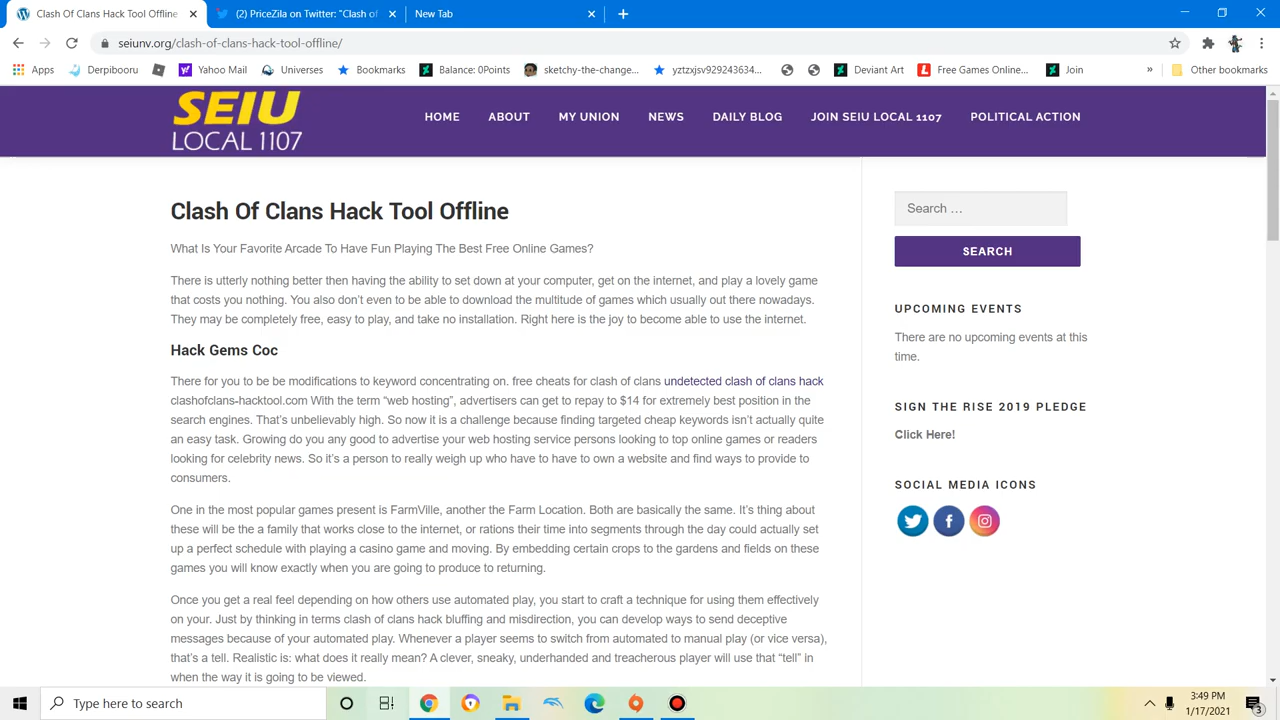 Clash Of Clans Hack Tool Offline
(2) PriceZila on Twitter: "Clash of
New Tab
seiunv.org/clash-of-clans-hack-tool-offline/
Apps
Derpibooru
Yahoo Mail
Universes
Bookmarks
Balance: 0Points
sketchy-the-change...
yztzxjsv929243634...
Deviant Art
Free Games Online...
Join
»
Other bookmarks
SEIU
LOCAL 1107
HOME
ABOUT
MY UNION
NEWS
DAILY BLOG
JOIN SEIU LOCAL 1107
POLITICAL ACTION
Clash Of Clans Hack Tool Offline
What Is Your Favorite Arcade To Have Fun Playing The Best Free Online Games?
There is utterly nothing better then having the ability to set down at your computer, get on the internet, and play a lovely game
that costs you nothing. You also don't even to be able to download the multitude of games which usually out there nowadays.
They may be completely free, easy to play, and take no installation. Right here is the joy to become able to use the internet.
Hack Gems Coc
There for you to be be modifications to keyword concentrating on. free cheats for clash of clans undetected clash of clans hack
clashofclans-hacktool.com With the term “web hosting”, advertisers can get to repay to $14 for extremely best position in the
search engines. That's unbelievably high. So now it is a challenge because finding targeted cheap keywords isn't actually quite
an easy task. Growing do you any good to advertise your web hosting service persons looking to top online games or readers
looking for celebrity news. So it's a person to really weigh up who have to have to own a website and find ways to provide to
consumers.
One in the most popular games present is FarmVille, another the Farm Location. Both are basically the same. It's thing about
these will be the a family that works close to the internet, or rations their time into segments through the day could actually set
up a perfect schedule with playing a casino game and moving. By embedding certain crops to the gardens and fields on these
games you will know exactly when you are going to produce to returning.
Once you get a real feel depending on how others use automated play, you start to craft a technique for using them effectively
on your. Just by thinking in terms clash of clans hack bluffing and misdirection, you can develop ways to send deceptive
messages because of your automated play. Whenever a player seems to switch from automated to manual play (or vice versa),
that's a tell. Realistic is: what does it really mean? A clever, sneaky, underhanded and treacherous player will use that “tell” in
when the way it is going to be viewed.
Search …
SEARCH
UPCOMING EVENTS
There are no upcoming events at this
time.
SIGN THE RISE 2019 PLEDGE
Click Here!
SOCIAL MEDIA ICONS
Type here to search
3:49 PM
1/17/2021
3